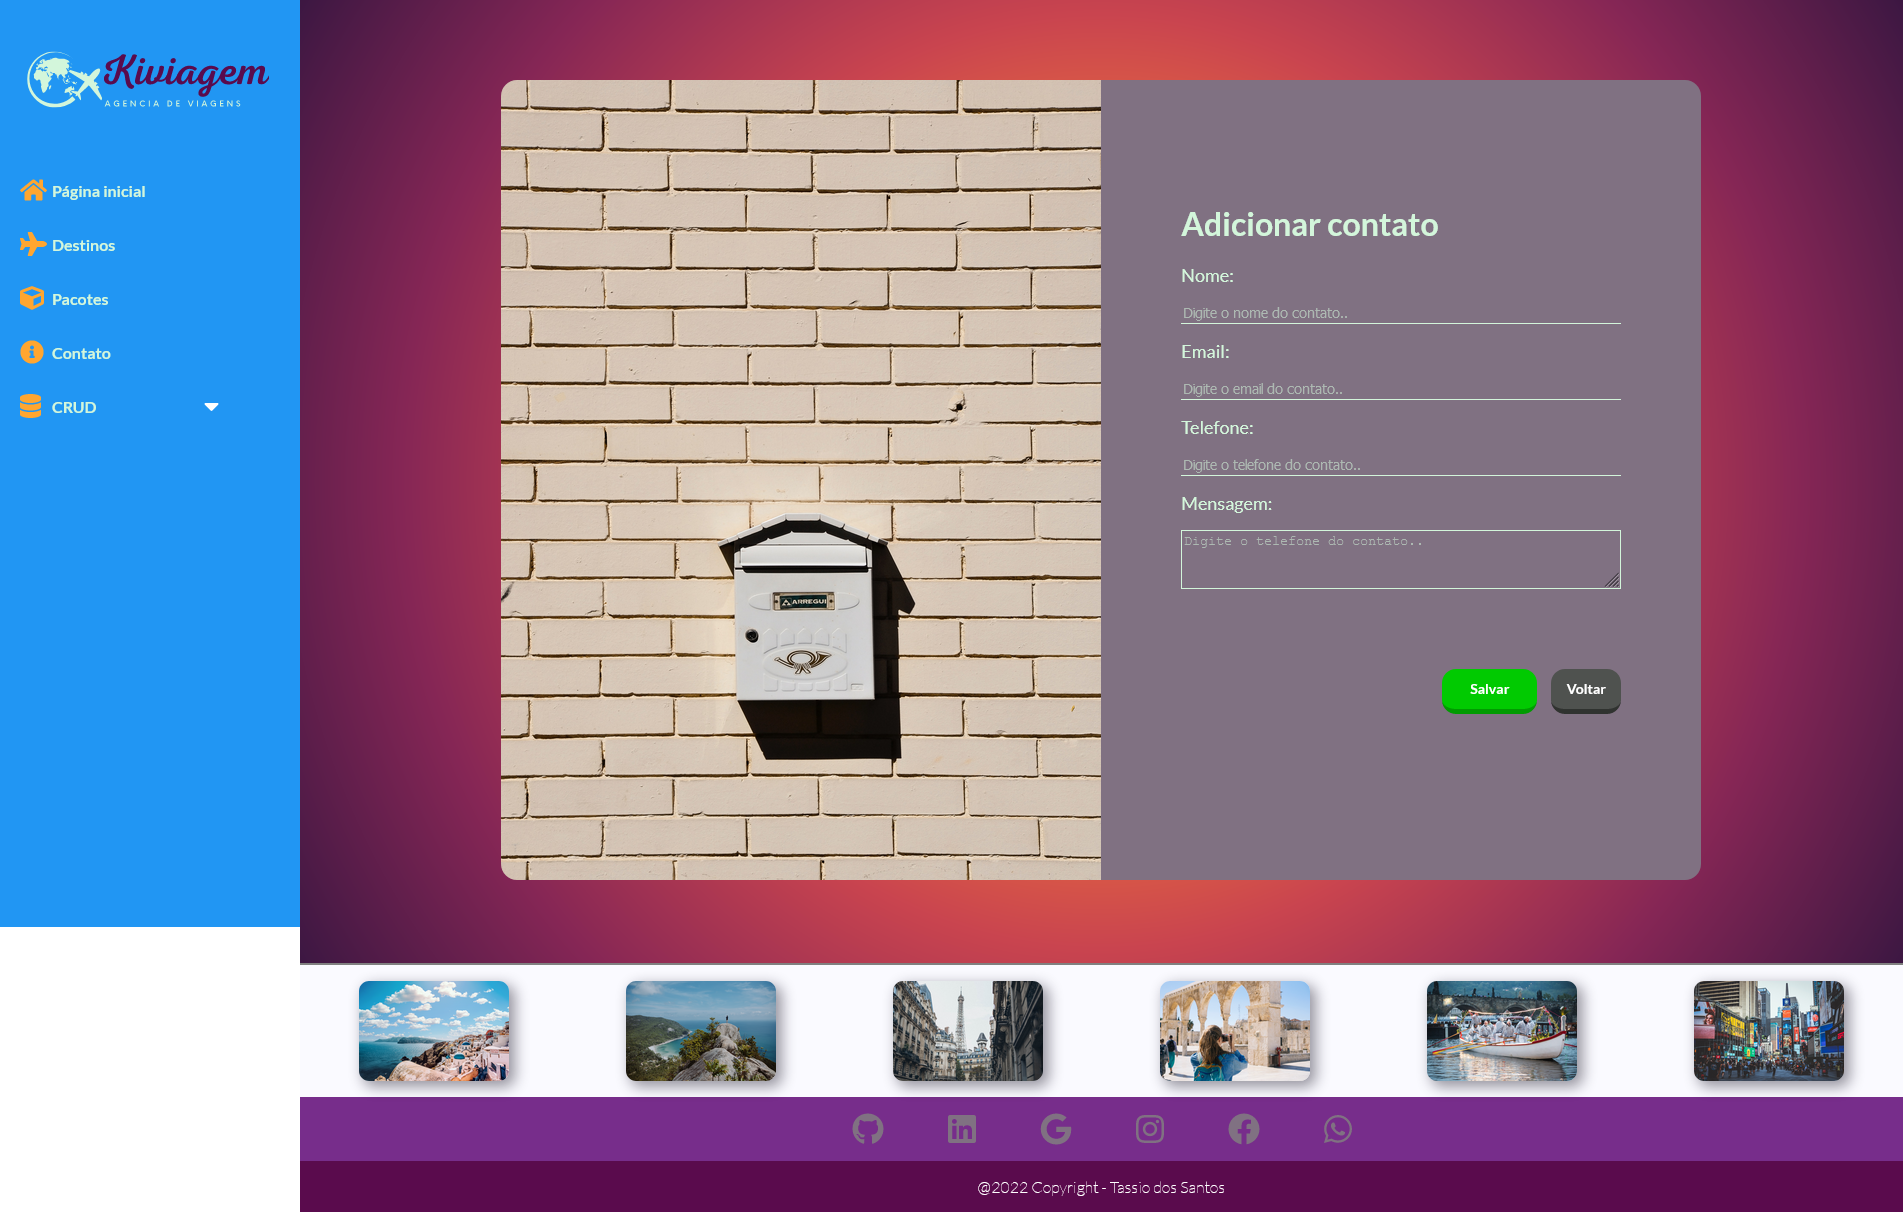 Kiviagem
AGENCIA DE VIAGENS
Página inicial
Destinos
Pacotes
Contato
CRUD
ARREGUI
Adicionar contato
Nome:
Digite o nome do contato..
Email:
Digite o email do contato..
Telefone:
Digite o telefone do contato..
Mensagem:
Digite o telefone do contato..
Salvar
Voltar
@2022 Copyright - Tassio dos Santos